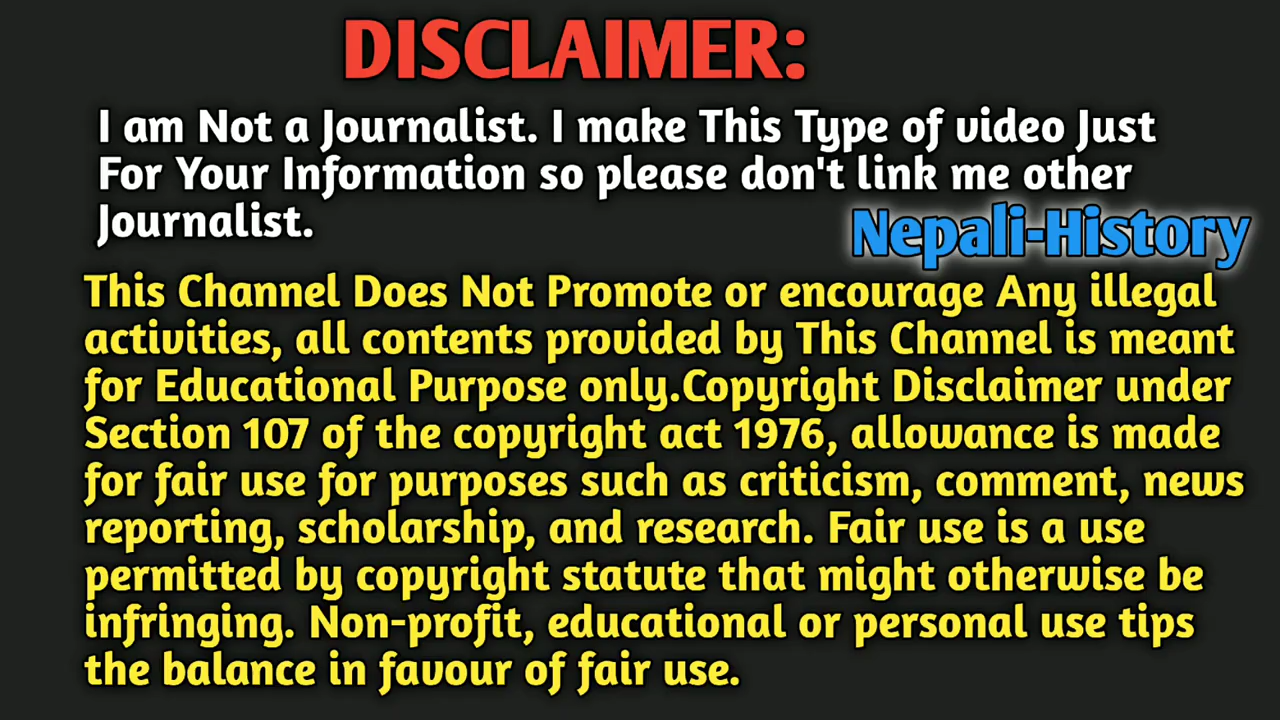 DISCLAIMER:
I am Not a Journalist. I make This Type of video Just
For Your Information so please don't link me other
Journalist.
Nepali-History
This Channel Does Not Promote or encourage Any illegal
activities, all contents provided by This Channel is meant
for Educational Purpose only.Copyright Disclaimer under
Section 107 of the copyright act 1976, allowance is made
for fair use for purposes such as criticism, comment, news
reporting, scholarship, and research. Fair use is a use
permitted by copyright statute that might otherwise be
infringing. Non-profit, educational or personal use tips
the balance in favour of fair use.